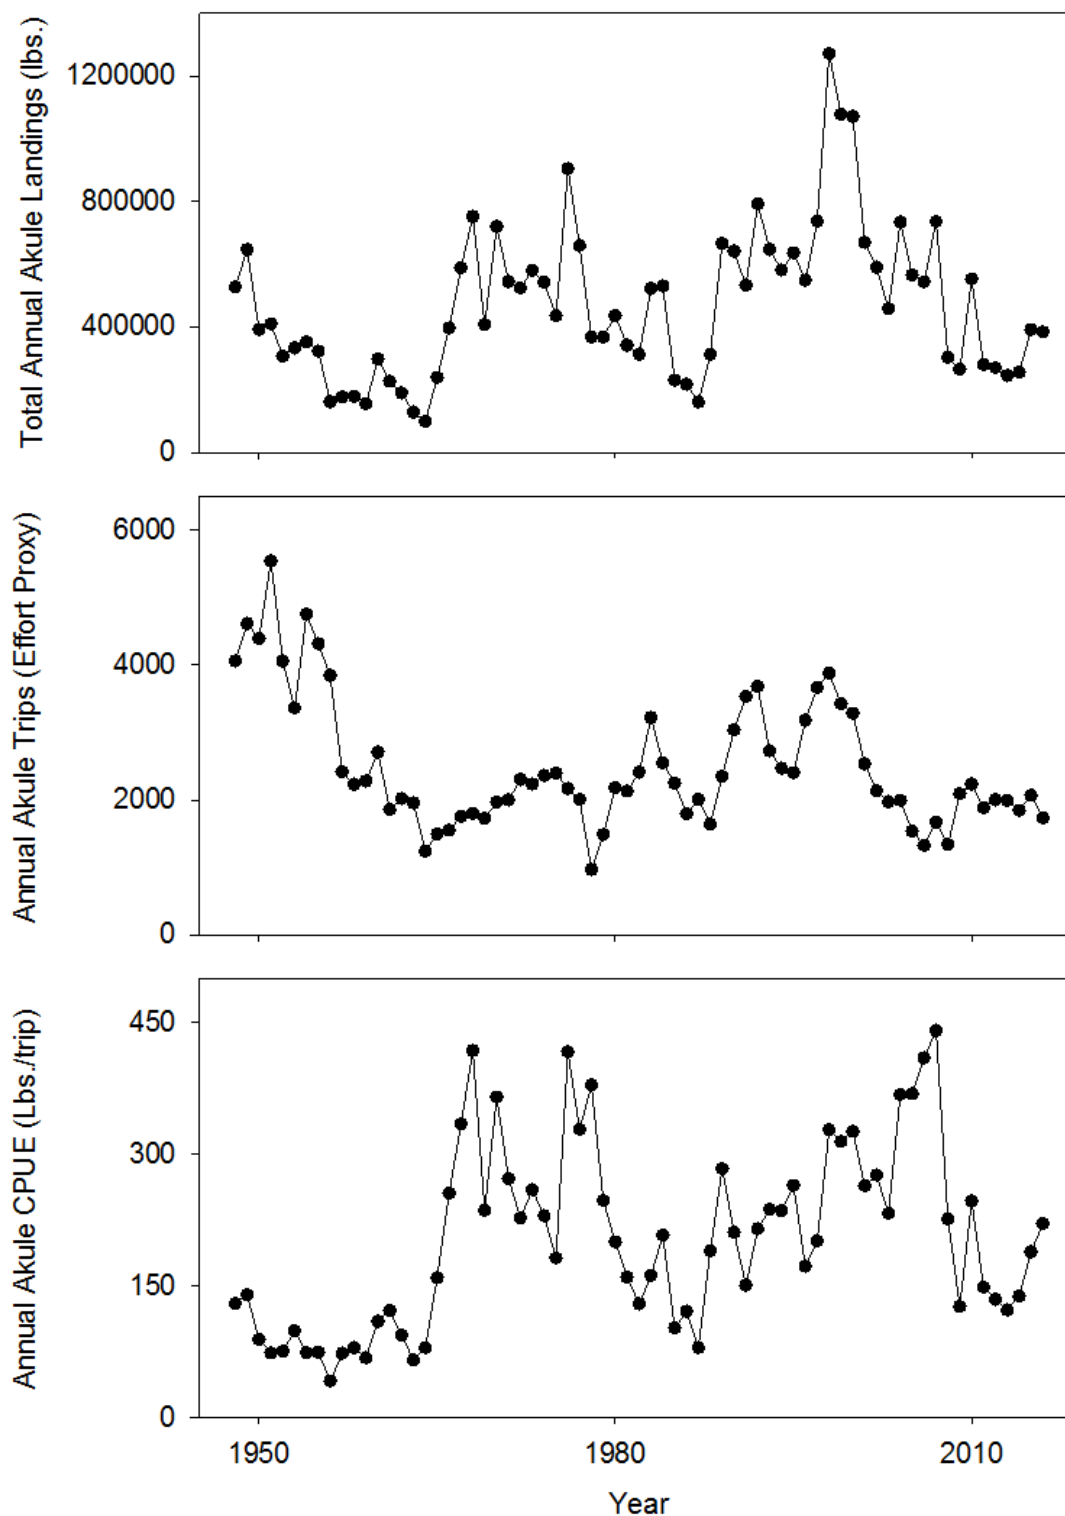 Total Annual Akule Landings (lbs.)
1200000
800000
400000
0
Annual Akule Trips (Effort Proxy)
6000
4000
2000
0
Annual Akule CPUE (Lbs./trip)
450
300
150
0
1950 1980 2010
Year